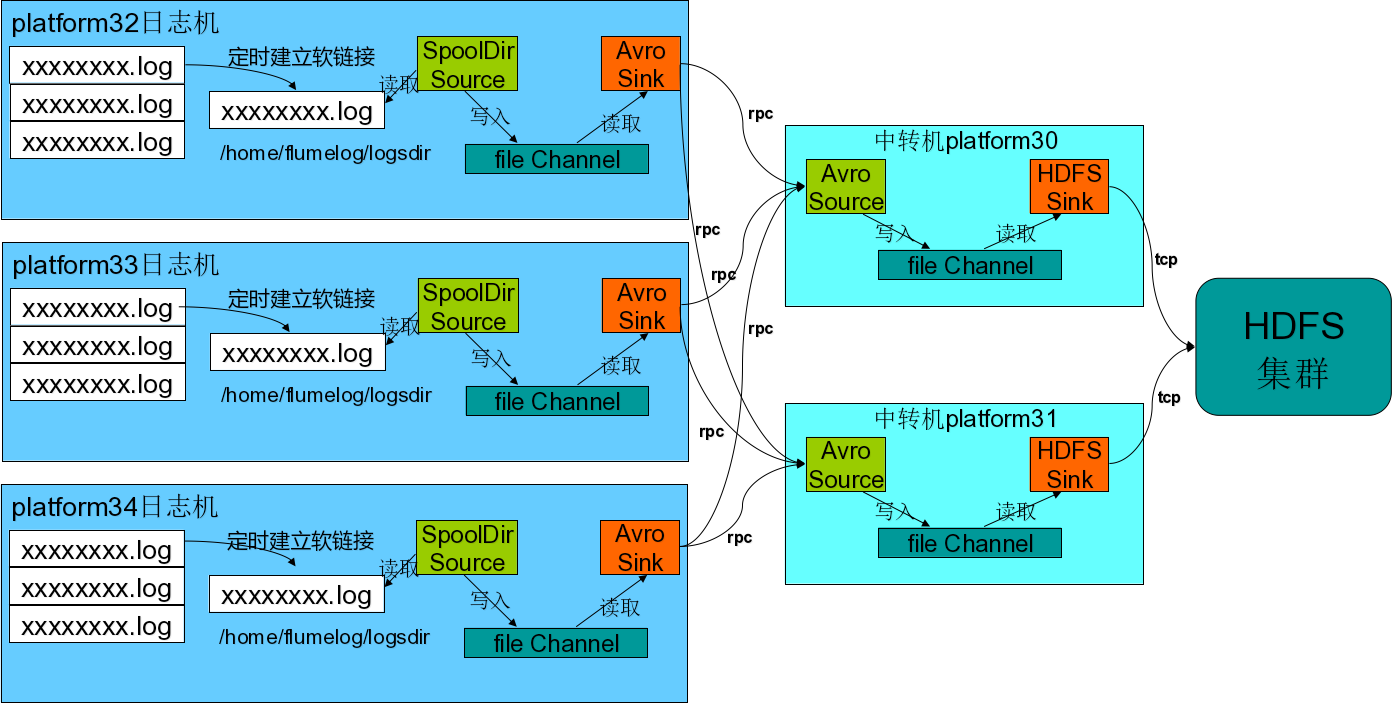 platform32日志机
xxxxxxxx.log
xxxxxxxx.log
xxxxxxxx.log
定时建立软链接
xxxxxxxx.log
/home/flumelog/logsdir
读取
SpoolDir
Source
写入
file Channel
读取
Avro
Sink
platform33日志机
xxxxxxxx.log
xxxxxxxx.log
xxxxxxxx.log
定时建立软链接
xxxxxxxx.log
/home/flumelog/logsdir
读取
SpoolDir
Source
写入
file Channel
读取
Avro
Sink
platform34日志机
xxxxxxxx.log
xxxxxxxx.log
xxxxxxxx.log
定时建立软链接
xxxxxxxx.log
/home/flumelog/logsdir
读取
SpoolDir
Source
写入
file Channel
读取
Avro
Sink
rpc
rpc
rpc
rpc
rpc
rpc
中转机platform30
Avro
Source
写入
file Channel
读取
HDFS
Sink
tcp
中转机platform31
Avro
Source
写入
file Channel
读取
HDFS
Sink
tcp
HDFS
集群